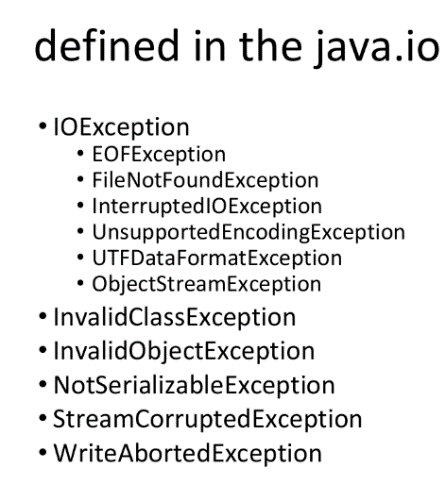 defined in the java.io
• IOException
• EOFException
• FileNotFoundException
• InterruptedIOException
• UnsupportedEncodingException
• UTFDataFormatException
• ObjectStreamException
• InvalidClassException
• InvalidObjectException
• NotSerializableException
• StreamCorruptedException
• WriteAbortedException